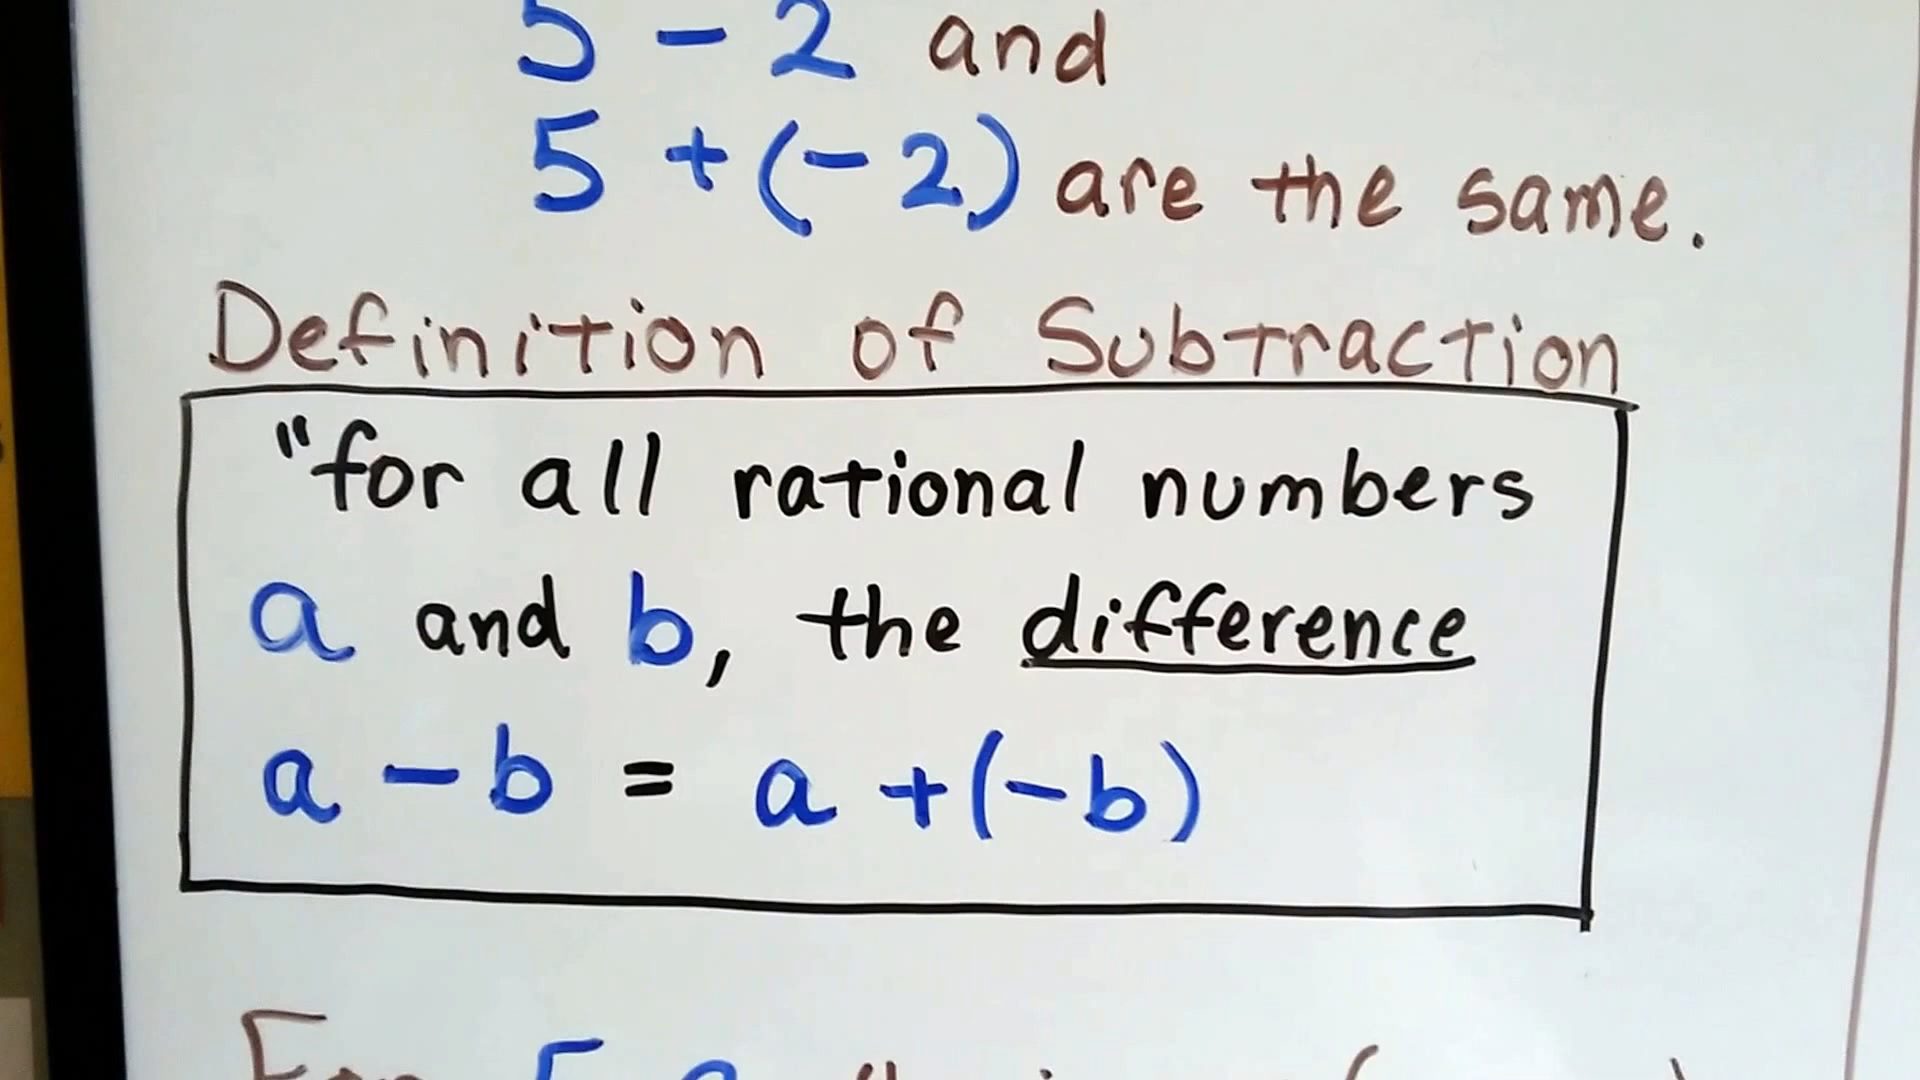 5 - 2 and
5 + (-2) are the same.
Definition of Subtraction
"for all rational numbers
a and b, the difference
a - b = a + (-b)